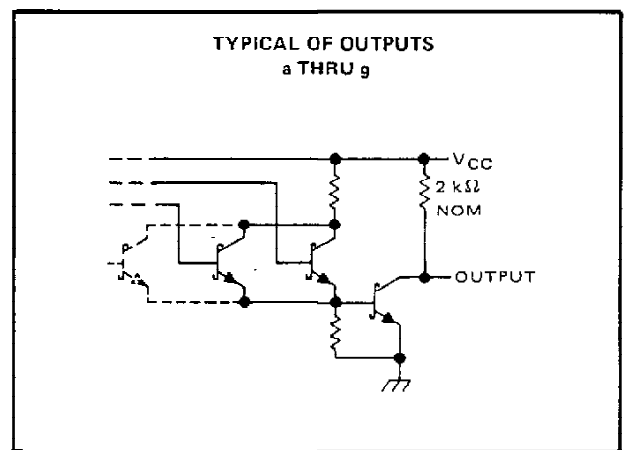 TYPICAL OF OUTPUTS
a THRU g
VCC
2 kΩ
NOM
OUTPUT